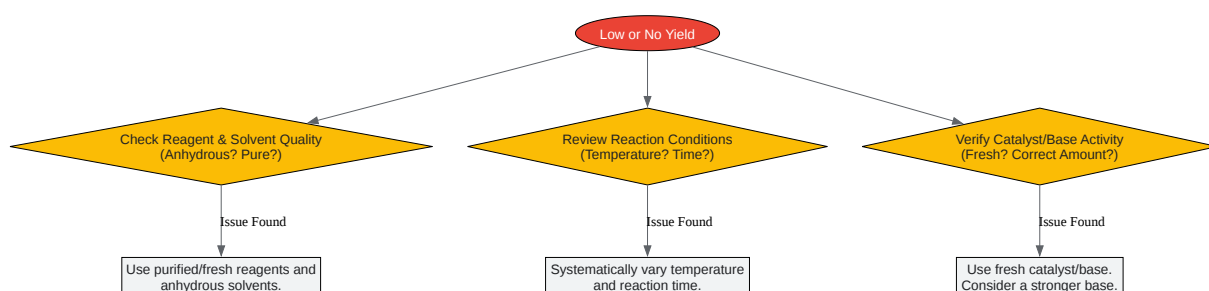 Low or No Yield
Check Reagent & Solvent Quality
(Anhydrous? Pure?)
Review Reaction Conditions
(Temperature? Time?)
Verify Catalyst/Base Activity
(Fresh? Correct Amount?)
Issue Found
Issue Found
Issue Found
Use purified/fresh reagents and
anhydrous solvents.
Systematically vary temperature
and reaction time.
Use fresh catalyst/base.
Consider a stronger base.